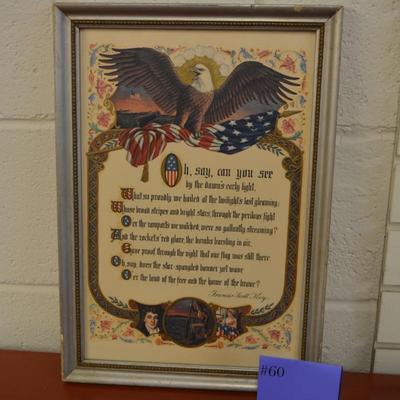 Oh, say, can you see
by the dawn's early light,
What so proudly we hailed at the twilight's last gleaming;
Whose broad stripes and bright stars, through the perilous fight
O'er the ramparts we watched, were so gallantly streaming?
And the rockets' red glare, the bombs bursting in air,
Gave proof through the night that our flag was still there.
Oh, say, does the star-spangled banner yet wave
O'er the land of the free and the home of the brave?
Francis Scott Key
#60